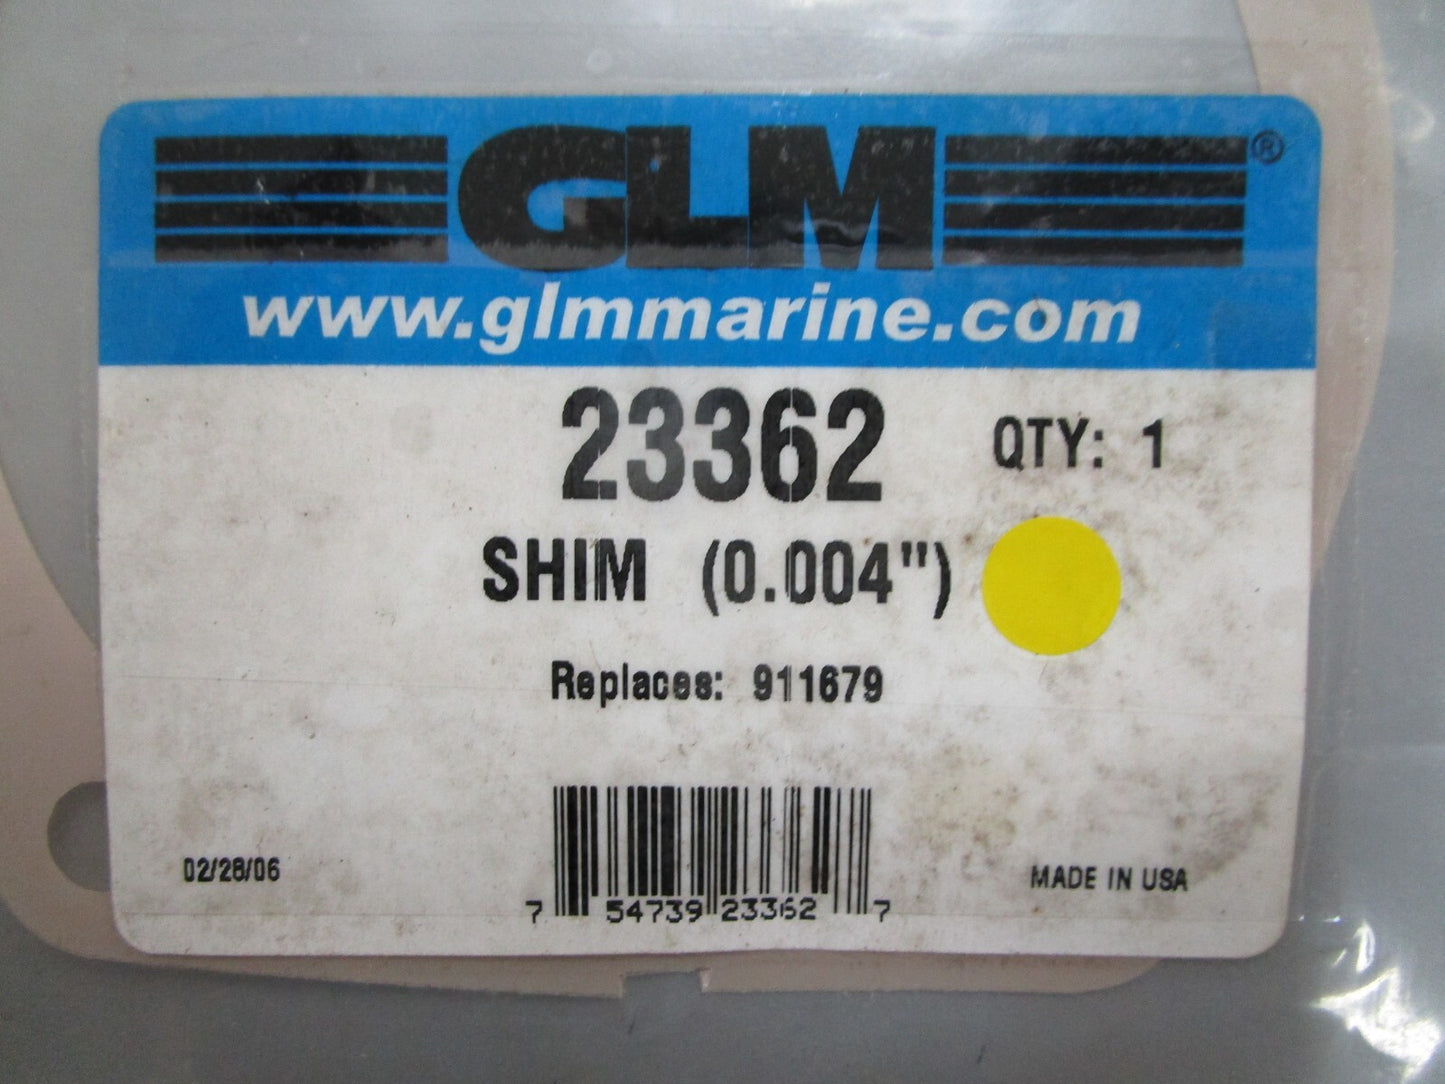 GLM ®
www.glmmarine.com
23362 QTY: 1
SHIM (0.004")
Replaces: 911679
02/28/06
7 54739 23362 7
MADE IN USA